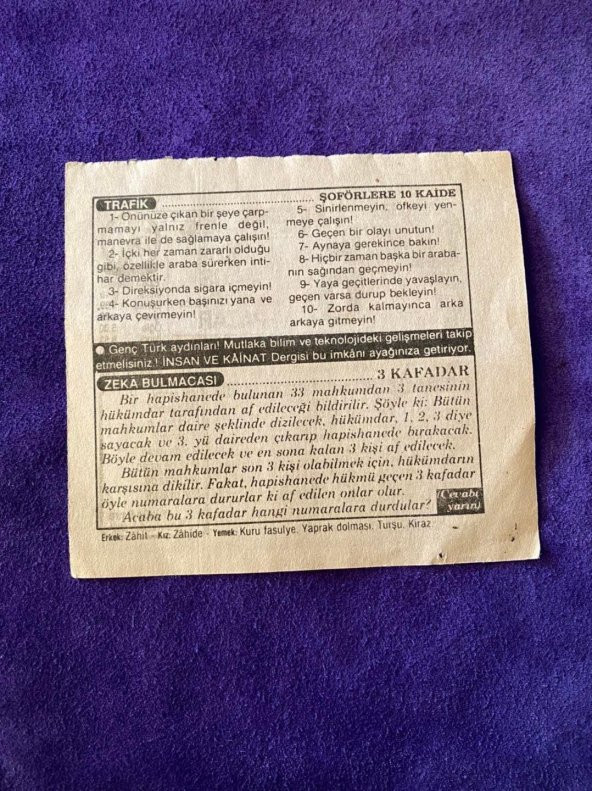 TRAFİK ........................ ŞOFÖRLERE 10 KAİDE
1- Önünüze çıkan bir şeye çarp-
mamayı yalnız frenle değil,
manevra ile de sağlamaya çalışın!
2- İçki her zaman zararlı olduğu
gibi, özellikle araba sürerken inti-
har demektir.
3- Direksiyonda sigara içmeyin!
4- Konuşurken başınızı yana ve
arkaya çevirmeyin!
5- Sinirlenmeyin, öfkeyi yen-
meye çalışın!
6- Geçen bir olayı unutun!
7- Aynaya gerekince bakın!
8- Hiçbir zaman başka bir araba-
nın sağından geçmeyin!
9- Yaya geçitlerinde yavaşlayın,
geçen varsa durup bekleyin!
10- Zorda kalmayınca arka
arkaya gitmeyin!
● Genç Türk aydınları! Mutlaka bilim ve teknolojideki gelişmeleri takip
etmelisiniz.! İNSAN VE KÂİNAT Dergisi bu imkânı ayağınıza getiriyor.
ZEKA BULMACASI ........................ 3 KAFADAR
Bir hapishanede bulunan 33 mahkumdan 3 tanesinin
hükümdar tarafından af edileceği bildirilir. Şöyle ki: Bütün
mahkumlar daire şeklinde dizilecek, hükümdar, 1, 2, 3 diye
sayacak ve 3. yü daireden çıkarıp hapishanede bırakacak.
Böyle devam edilecek ve en sona kalan 3 kişi af edilecek.
Bütün mahkumlar son 3 kişi olabilmek için, hükümdarın
karşısına dikilir. Fakat, hapishanede hükmü geçen 3 kafadar
öyle numaralara dururlar ki af edilen onlar olur.
Acaba bu 3 kafadar hangi numaralara durdular?
(Cevabı
yarın)
Erkek: Zâhit - Kız: Zâhide - Yemek: Kuru fasulye. Yaprak dolması. Turşu. Kiraz